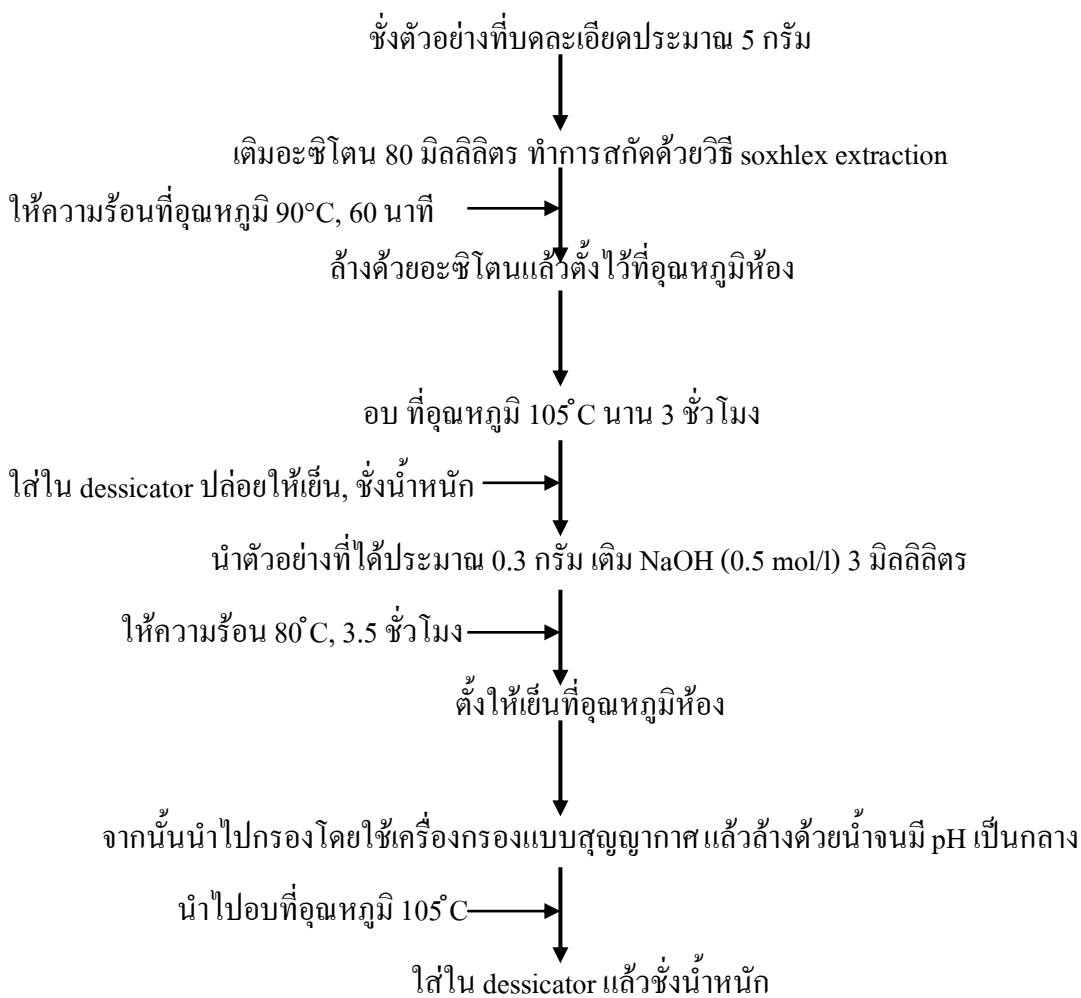 ชั่งตัวอย่างที่บดละเอียดประมาณ 5 กรัม
เติมอะซิโตน 80 มิลลิลิตร ทำการสกัดด้วยวิธี soxhlex extraction
ให้ความร้อนที่อุณหภูมิ 90°C, 60 นาที
ล้างด้วยอะซิโตนแล้วตั้งไว้ที่อุณหภูมิห้อง
อบ ที่อุณหภูมิ 105°C นาน 3 ชั่วโมง
ใส่ใน dessicator ปล่อยให้เย็น, ชั่งน้ำหนัก
นำตัวอย่างที่ได้ประมาณ 0.3 กรัม เติม NaOH (0.5 mol/l) 3 มิลลิลิตร
ให้ความร้อน 80°C, 3.5 ชั่วโมง
ตั้งให้เย็นที่อุณหภูมิห้อง
จากนั้นนำไปกรองโดยใช้เครื่องกรองแบบสุญญากาศ แล้วล้างด้วยน้ำจนมี pH เป็นกลาง
นำไปอบที่อุณหภูมิ 105°C
ใส่ใน dessicator แล้วชั่งน้ำหนัก